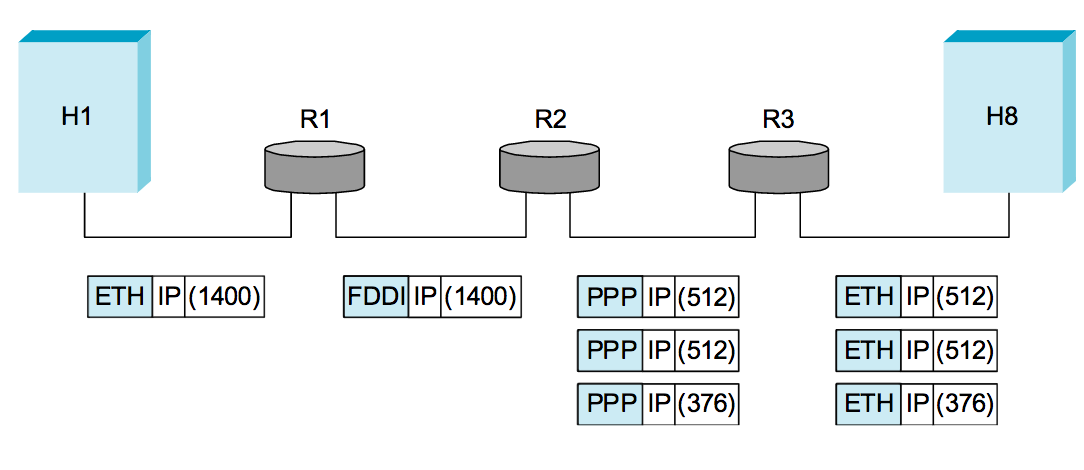 H1
R1
R2
R3
H8
ETH IP (1400)
FDDI IP (1400)
PPP IP (512)
PPP IP (512)
PPP IP (376)
ETH IP (512)
ETH IP (512)
ETH IP (376)